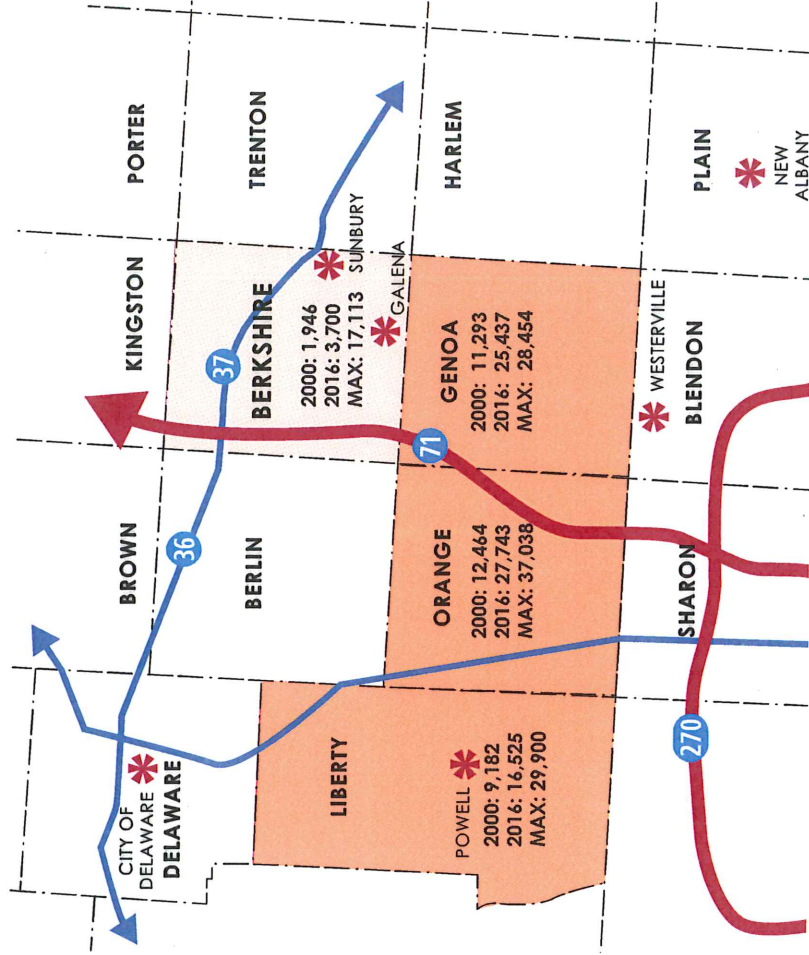 PORTER
KINGSTON
BROWN
TRENTON
BERKSHIRE
2000: 1,946
2016: 3,700
MAX: 17,113
SUNBURY
GALENA
37
36
BERLIN
CITY OF
DELAWARE
DELAWARE
HARLEM
71
GENOA
2000: 11,293
2016: 25,437
MAX: 28,454
ORANGE
2000: 12,464
2016: 27,743
MAX: 37,038
LIBERTY
POWELL
2000: 9,182
2016: 16,525
MAX: 29,900
WESTERVILLE
BLENDON
PLAIN
NEW
ALBANY
SHARON
270